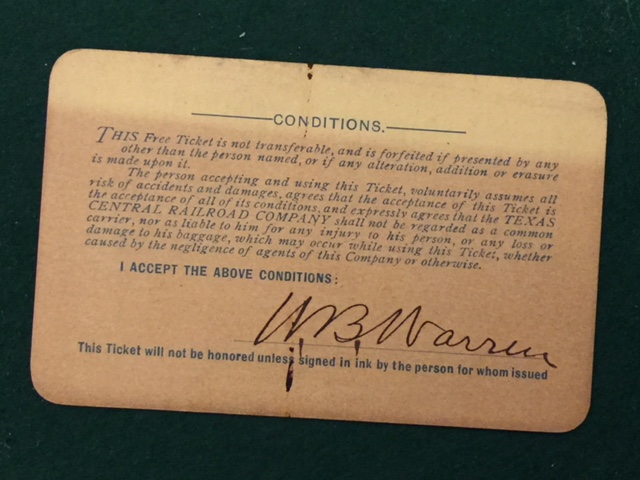 CONDITIONS.
THIS Free Ticket is not transferable, and is forfeited if presented by any
other than the person named, or if any alteration, addition or erasure
is made upon it.
The person accepting and using this Ticket, voluntarily assumes all
risk of accidents and damages, agrees that the acceptance of this Ticket is
the acceptance of all of its conditions, and expressly agrees that the TEXAS
CENTRAL RAILROAD COMPANY shall not be regarded as a common
carrier, nor as liable to him for any injury to his person, or any loss or
damage to his baggage, which may occur while using this Ticket, whether
caused by the negligence of agents of this Company or otherwise.
I ACCEPT THE ABOVE CONDITIONS:
W.B. Warren
This Ticket will not be honored unless signed in ink by the person for whom issued